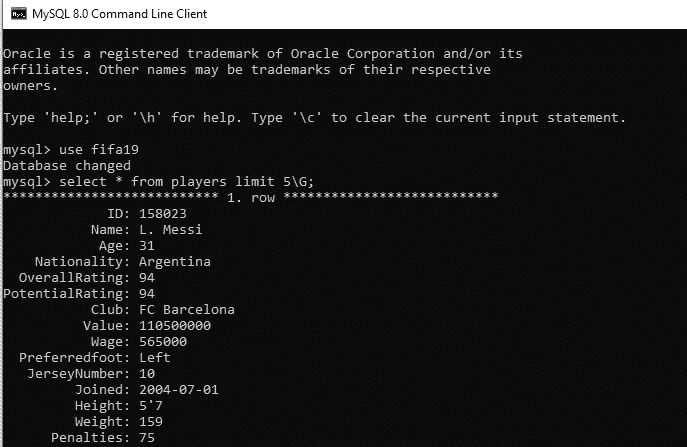 MySQL 8.0 Command Line Client
Oracle is a registered trademark of Oracle Corporation and/or its
affiliates. Other names may be trademarks of their respective
owners.
Type 'help;' or '\h' for help. Type '\c' to clear the current input statement.
mysql> use fifa19
Database changed
mysql> select * from players limit 5\G;
*************************** 1. row ***************************
ID: 158023
Name: L. Messi
Age: 31
Nationality: Argentina
OverallRating: 94
PotentialRating: 94
Club: FC Barcelona
Value: 110500000
Wage: 565000
Preferredfoot: Left
JerseyNumber: 10
Joined: 2004-07-01
Height: 5'7
Weight: 159
Penalties: 75